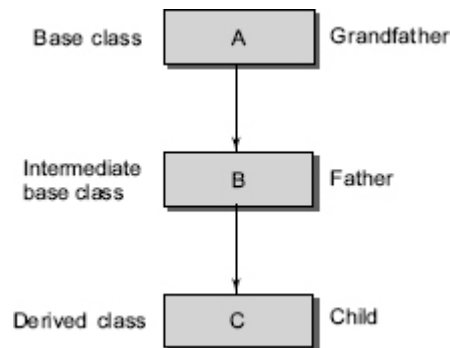 Base class
A
Grandfather
Intermediate
base class
B
Father
Derived class
C
Child